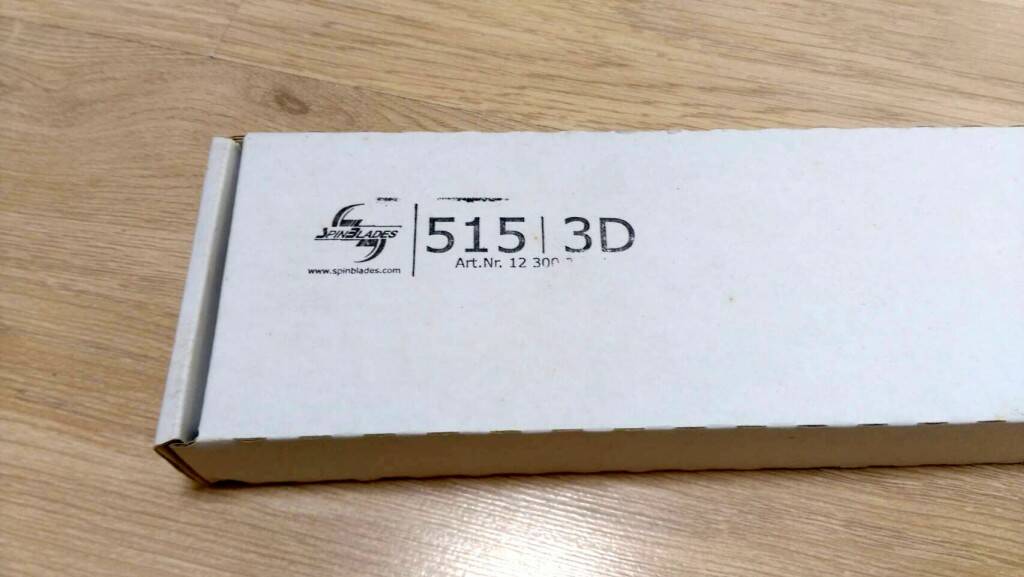 SPINBLADES
www.spinblades.com
515 | 3D
Art.Nr. 12 300